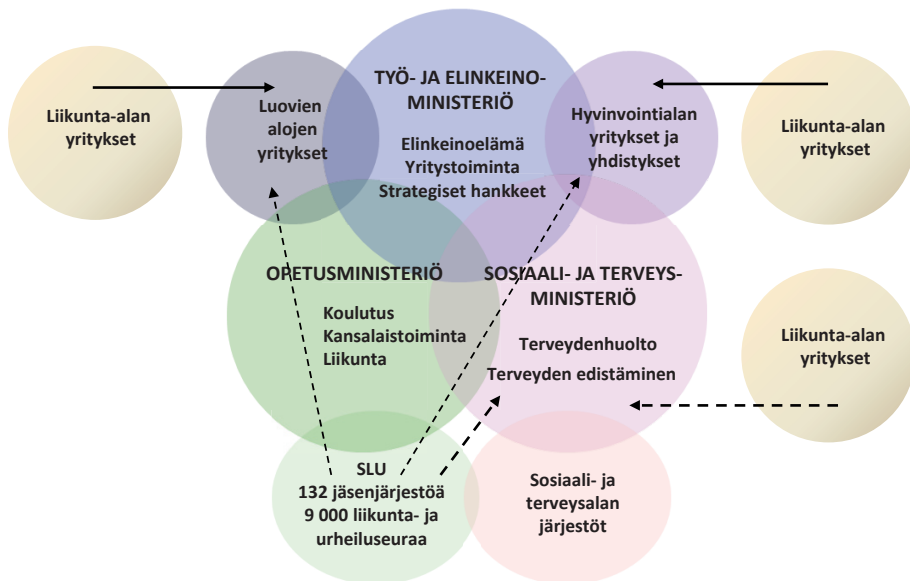 TYÖ- JA ELINKEINO-
MINISTERIÖ
Elinkeinoelämä
Yritystoiminta
Strategiset hankkeet
Liikunta-alan
yritykset
Luovien
alojen
yritykset
Hyvinvointialan
yritykset ja
yhdistykset
Liikunta-alan
yritykset
OPETUSMINISTERIÖ
Koulutus
Kansalaistoiminta
Liikunta
SOSIAALI- JA TERVEYS-
MINISTERIÖ
Terveydenhuolto
Terveyden edistäminen
Liikunta-alan
yritykset
SLU
132 jäsenjärjestöä
9 000 liikunta- ja
urheiluseuraa
Sosiaali- ja
terveysalan
järjestöt